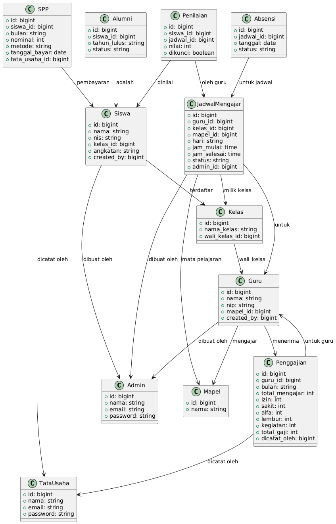 C SPP
id: bigint
siswa_id: bigint
bulan: string
nominal: int
metode: string
tanggal_bayar: date
tata_usaha_id: bigint
C Alumni
id: bigint
siswa_id: bigint
tahun_lulus: string
status: string
C Penilaian
id: bigint
siswa_id: bigint
jadwal_id: bigint
nilai: int
dikunci: boolean
C Absensi
id: bigint
jadwal_id: bigint
tanggal: date
status: string
pembayaran
adalah
dinilai
oleh guru
untuk jadwal
C Siswa
id: bigint
nama: string
nis: string
kelas_id: bigint
angkatan: string
created_by: bigint
C JadwalMengajar
id: bigint
guru_id: bigint
kelas_id: bigint
mapel_id: bigint
hari: string
jam_mulai: time
jam_selesai: time
status: string
admin_id: bigint
terdaftar
milik kelas
C Kelas
id: bigint
nama_kelas: string
wali_kelas_id: bigint
untuk
dicatat oleh
dibuat oleh
dibuat oleh
mata pelajaran
wali kelas
C Guru
id: bigint
nama: string
nip: string
mapel_id: bigint
created_by: bigint
dibuat oleh
mengajar
menerima
untuk guru
C Admin
id: bigint
nama: string
email: string
password: string
C Mapel
id: bigint
name: string
C Penggajian
id: bigint
guru_id: bigint
bulan: string
total_mengajar: int
izin: int
sakit: int
alfa: int
lembur: int
kegiatan: int
total_gaji: int
dicatat_oleh: bigint
dicatat oleh
C TataUsaha
id: bigint
nama: string
email: string
password: string